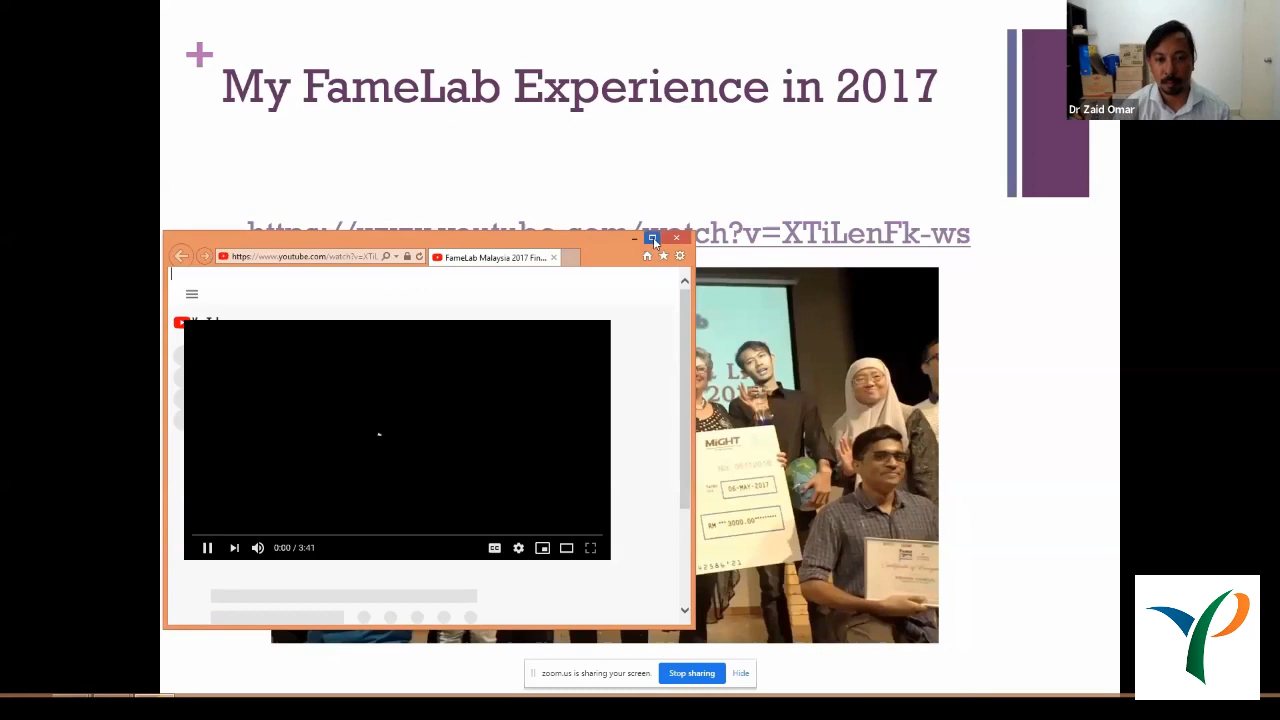 +
My FameLab Experience in 2017
Dr Zaid Omar
https://www.youtube.com/watch?v=XTiLenFk-ws
https://www.youtube.com/watch?v=XTiL
FameLab Malaysia 2017 Fin...
MiGHT
06-MAY-2017
RM ***3000.00********
0:00 / 3:41
zoom.us is sharing your screen.
Stop sharing
Hide